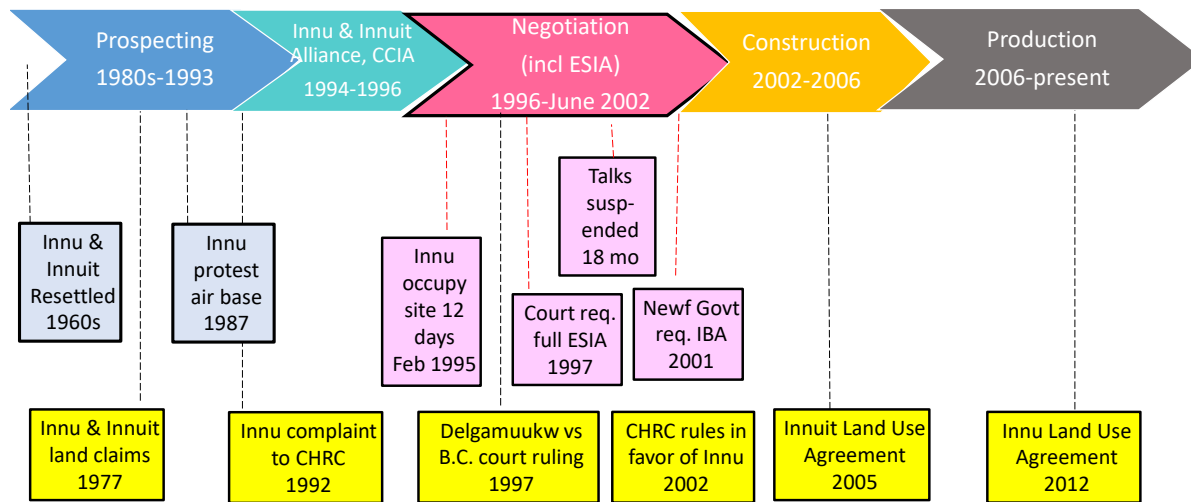 Prospecting
1980s-1993
Innu & Innuit
Alliance, CCIA
1994-1996
Negotiation
(incl ESIA)
1996-June 2002
Construction
2002-2006
Production
2006-present
Innu &
Innuit
Resettled
1960s
Innu
protest
air base
1987
Innu
occupy
site 12
days
Feb 1995
Court req.
full ESIA
1997
Talks
susp-
ended
18 mo
Newf Govt
req. IBA
2001
Innu & Innuit
land claims
1977
Innu complaint
to CHRC
1992
Delgamuukw vs
B.C. court ruling
1997
CHRC rules in
favor of Innu
2002
Innuit Land Use
Agreement
2005
Innu Land Use
Agreement
2012